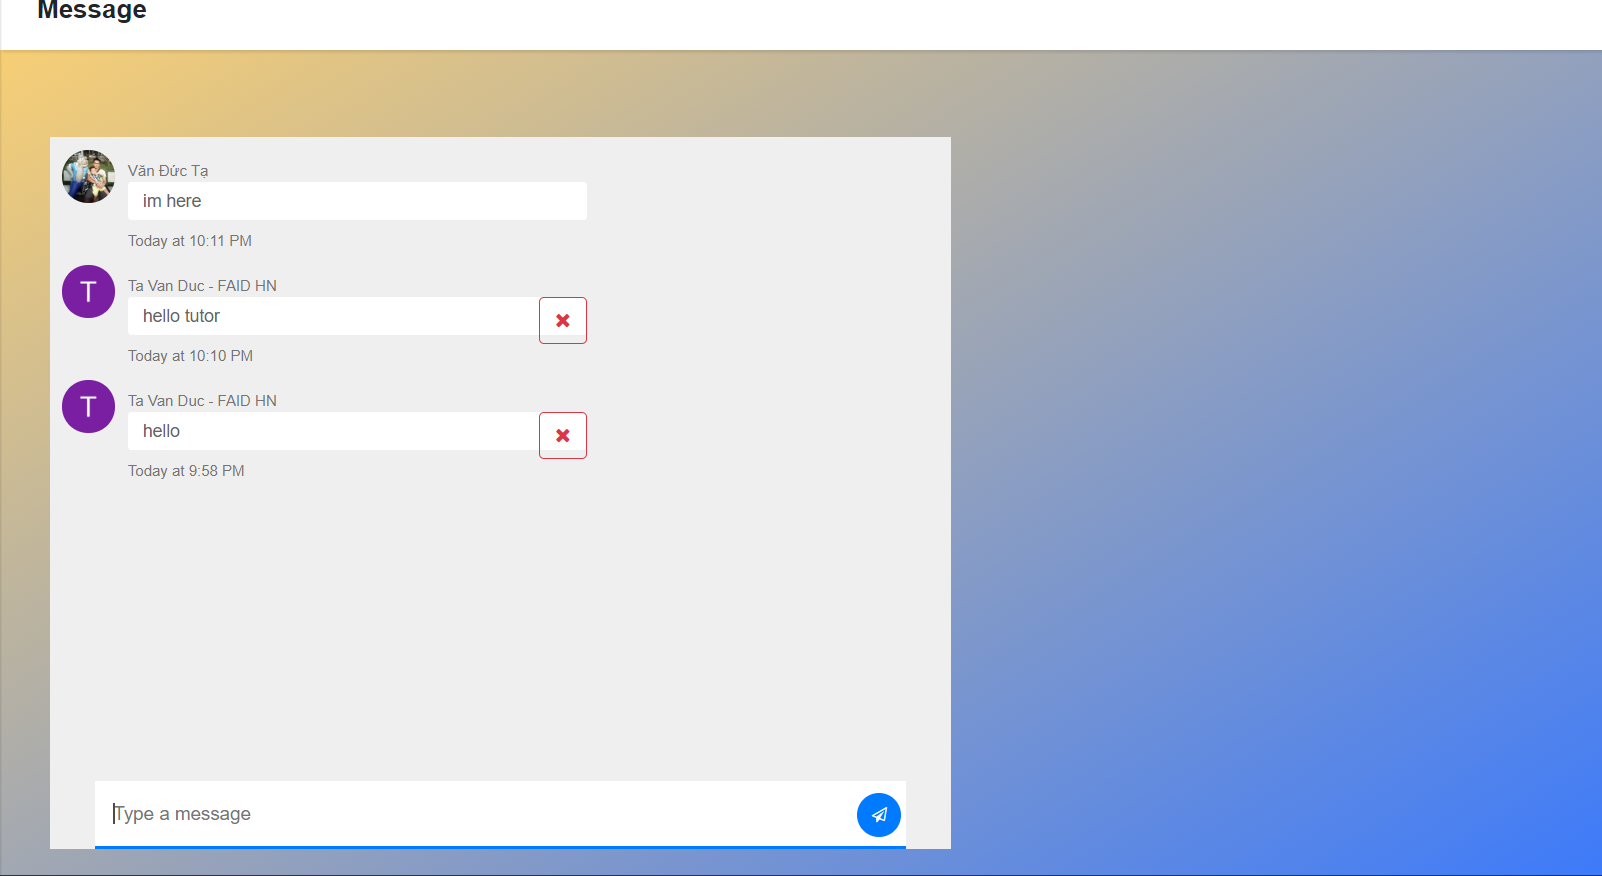 Message
Văn Đức Tạ
im here
Today at 10:11 PM
T
Ta Van Duc - FAID HN
hello tutor
Today at 10:10 PM
T
Ta Van Duc - FAID HN
hello
Today at 9:58 PM
Type a message